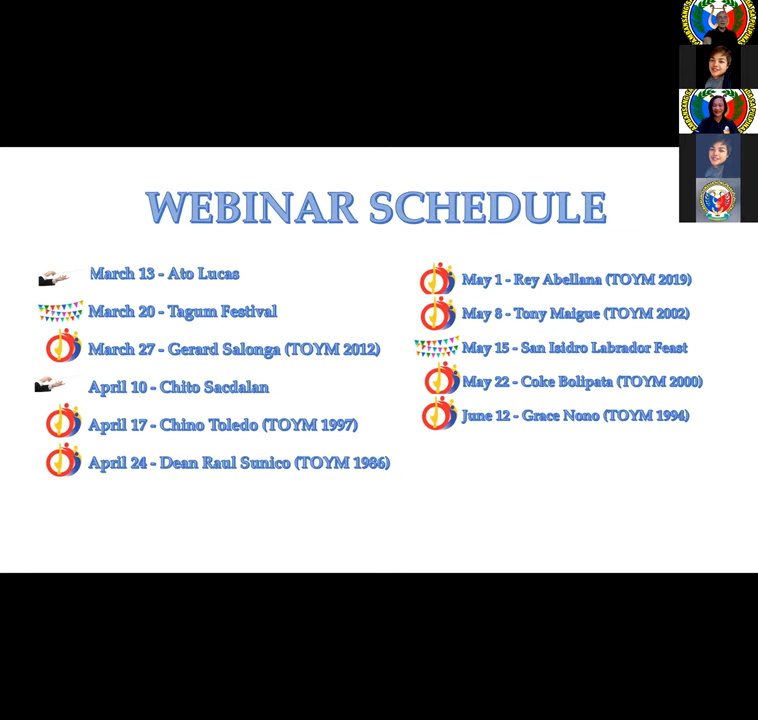 WEBINAR SCHEDULE
March 13 - Ato Lucas
March 20 - Tagum Festival
March 27 - Gerard Salonga (TOYM 2012)
April 10 - Chito Sacdalan
April 17 - Chino Toledo (TOYM 1997)
April 24 - Dean Raul Sunico (TOYM 1986)
May 1 - Rey Abellana (TOYM 2019)
May 8 - Tony Maigue (TOYM 2002)
May 15 - San Isidro Labrador Feast
May 22 - Coke Bolipata (TOYM 2000)
June 12 - Grace Nono (TOYM 1994)